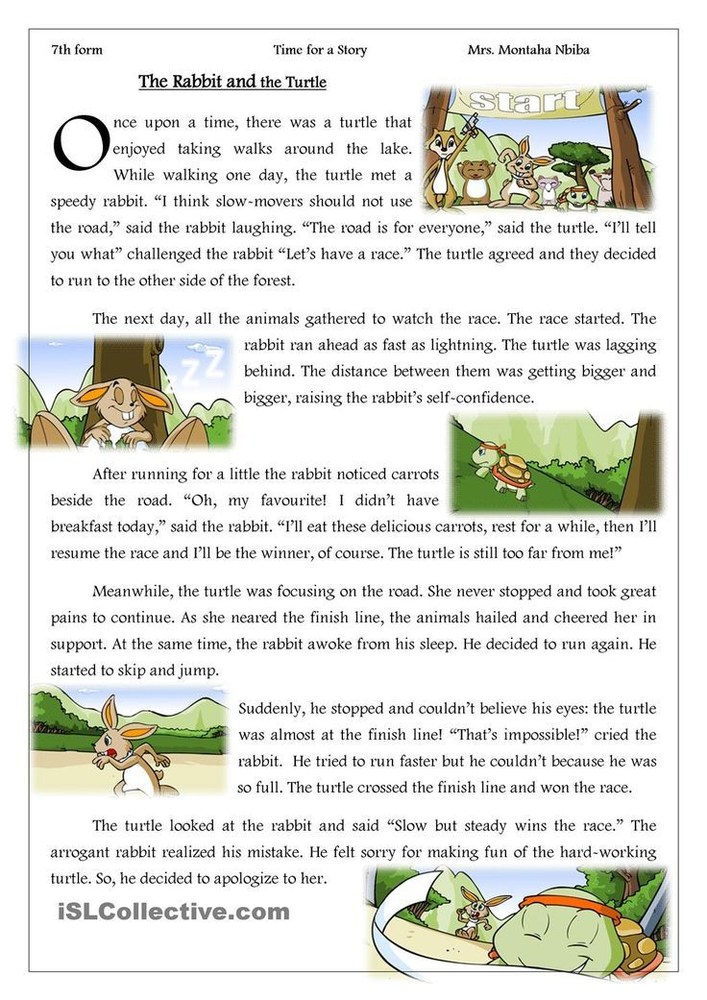 7th form Time for a Story Mrs. Montaha Nbiba
The Rabbit and the Turtle
start
Once upon a time, there was a turtle that
enjoyed taking walks around the lake.
While walking one day, the turtle met a
speedy rabbit. “I think slow-movers should not use
the road,” said the rabbit laughing. “The road is for everyone,” said the turtle. “I’ll tell
you what” challenged the rabbit “Let’s have a race.” The turtle agreed and they decided
to run to the other side of the forest.
The next day, all the animals gathered to watch the race. The race started. The
rabbit ran ahead as fast as lightning. The turtle was lagging
behind. The distance between them was getting bigger and
bigger, raising the rabbit’s self-confidence.
zZZ
After running for a little the rabbit noticed carrots
beside the road. “Oh, my favourite! I didn’t have
breakfast today,” said the rabbit. “I’ll eat these delicious carrots, rest for a while, then I’ll
resume the race and I’ll be the winner, of course. The turtle is still too far from me!”
Meanwhile, the turtle was focusing on the road. She never stopped and took great
pains to continue. As she neared the finish line, the animals hailed and cheered her in
support. At the same time, the rabbit awoke from his sleep. He decided to run again. He
started to skip and jump.
Suddenly, he stopped and couldn’t believe his eyes: the turtle
was almost at the finish line! “That’s impossible!” cried the
rabbit. He tried to run faster but he couldn’t because he was
so full. The turtle crossed the finish line and won the race.
The turtle looked at the rabbit and said “Slow but steady wins the race.” The
arrogant rabbit realized his mistake. He felt sorry for making fun of the hard-working
turtle. So, he decided to apologize to her.
iSLCollective.com